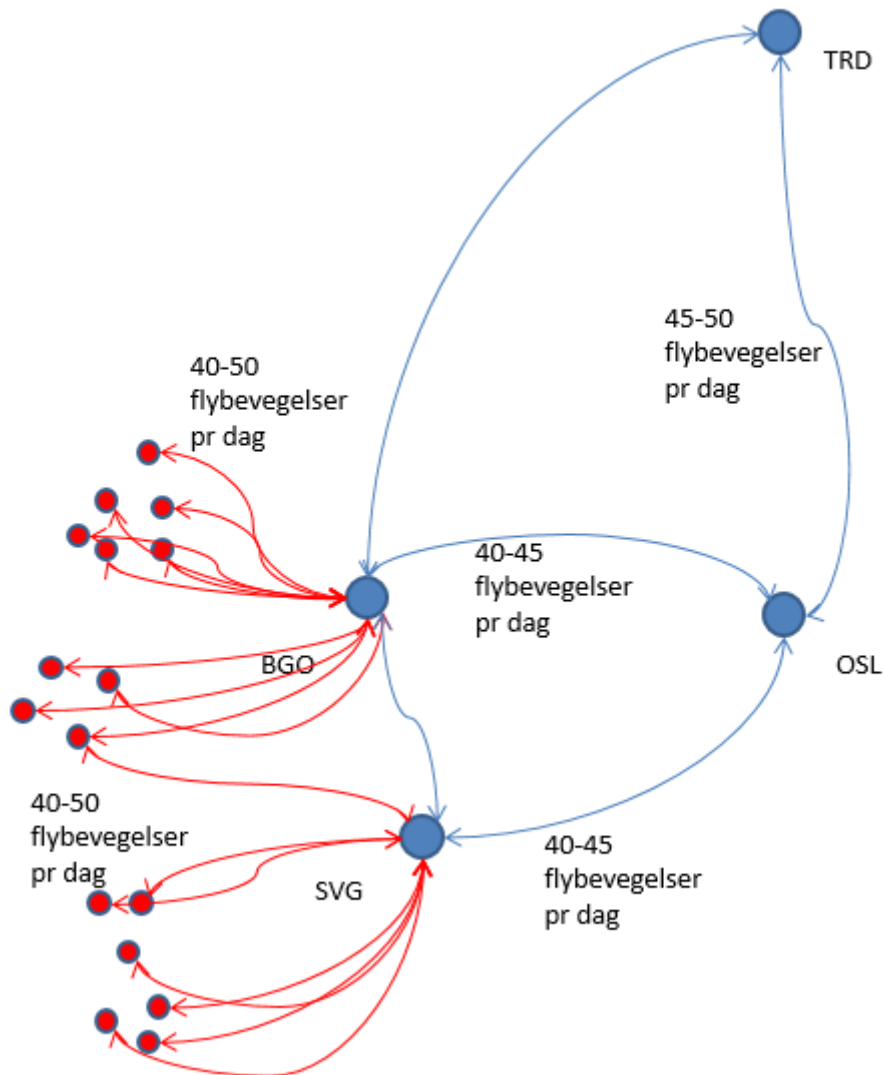 TRD
45-50
flybevegelser
pr dag
40-50
flybevegelser
pr dag
40-45
flybevegelser
pr dag
BGO
OSL
40-50
flybevegelser
pr dag
SVG
40-45
flybevegelser
pr dag